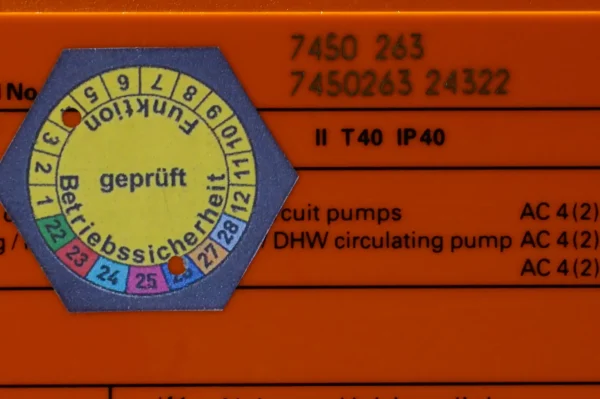 7450 263
7450263 24322
No.
II T40 IP40
cuit pumps AC 4(2)
DHW circulating pump AC 4(2)
AC 4(2)
1 2 3 5 6 7 8 9 10 11 12
Funktion
geprüft
Betriebssicherheit
22 23 24 25 27 28